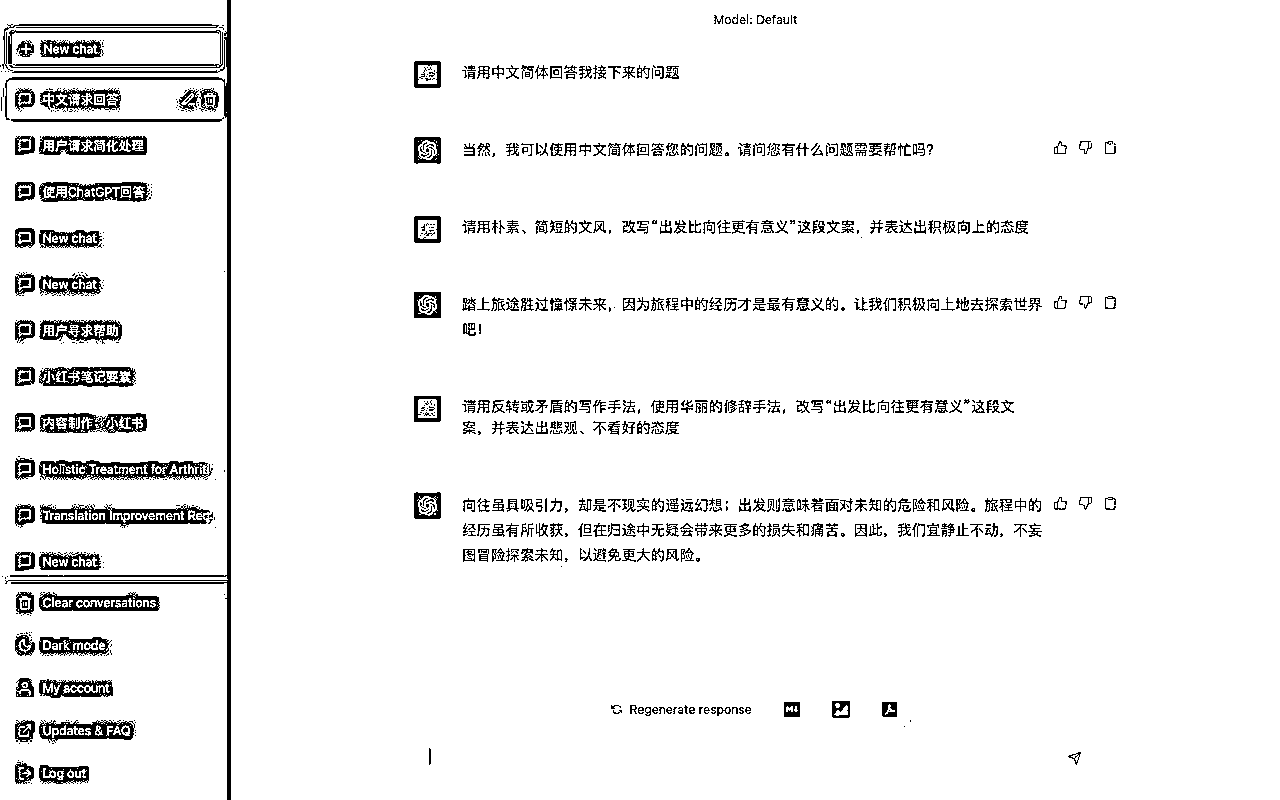 New chat
中文请求回答
用户请求简化处理
使用ChatGPT回答
New chat
New chat
用户寻求帮助
小红书笔记要素
内容制作：小红书
Holistic Treatment for Arthriti
Translation Improvement Req
New chat
Clear conversations
Dark mode
My account
Updates & FAQ
Log out
Model: Default
请用中文简体回答我接下来的问题
当然，我可以使用中文简体回答您的问题。请问您有什么问题需要帮忙吗？
请用朴素、简短的文风，改写“出发比向往更有意义”这段文案，并表达出积极向上的态度
踏上旅途胜过憧憬未来，因为旅程中的经历才是最有意义的。让我们积极向上地去探索世界
吧！
请用反转或矛盾的写作手法，使用华丽的修辞手法，改写“出发比向往更有意义”这段文
案，并表达出悲观、不看好的态度
向往虽具吸引力，却是不现实的遥远幻想；出发则意味着面对未知的危险和风险。旅程中的
经历虽有所收获，但在归途中无疑会带来更多的损失和痛苦。因此，我们宜静止不动，不妄
图冒险探索未知，以避免更大的风险。
Regenerate response